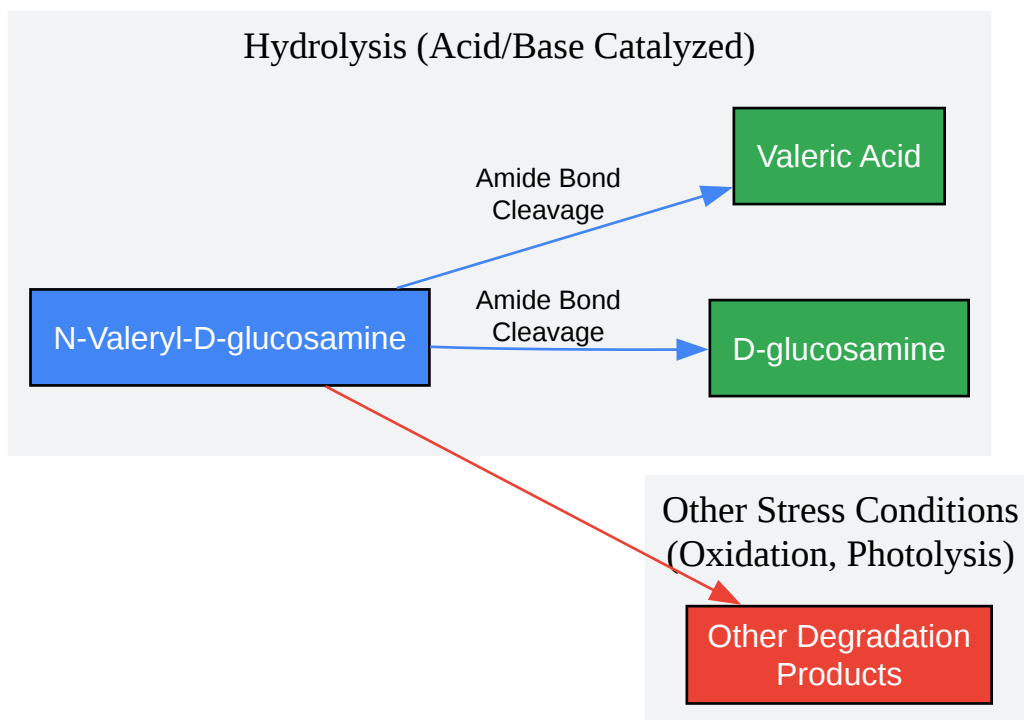 Hydrolysis (Acid/Base Catalyzed)
Valeric Acid
Amide Bond
Cleavage
Amide Bond
Cleavage
N-Valeryl-D-glucosamine
D-glucosamine
Other Stress Conditions
(Oxidation, Photolysis)
Other Degradation
Products